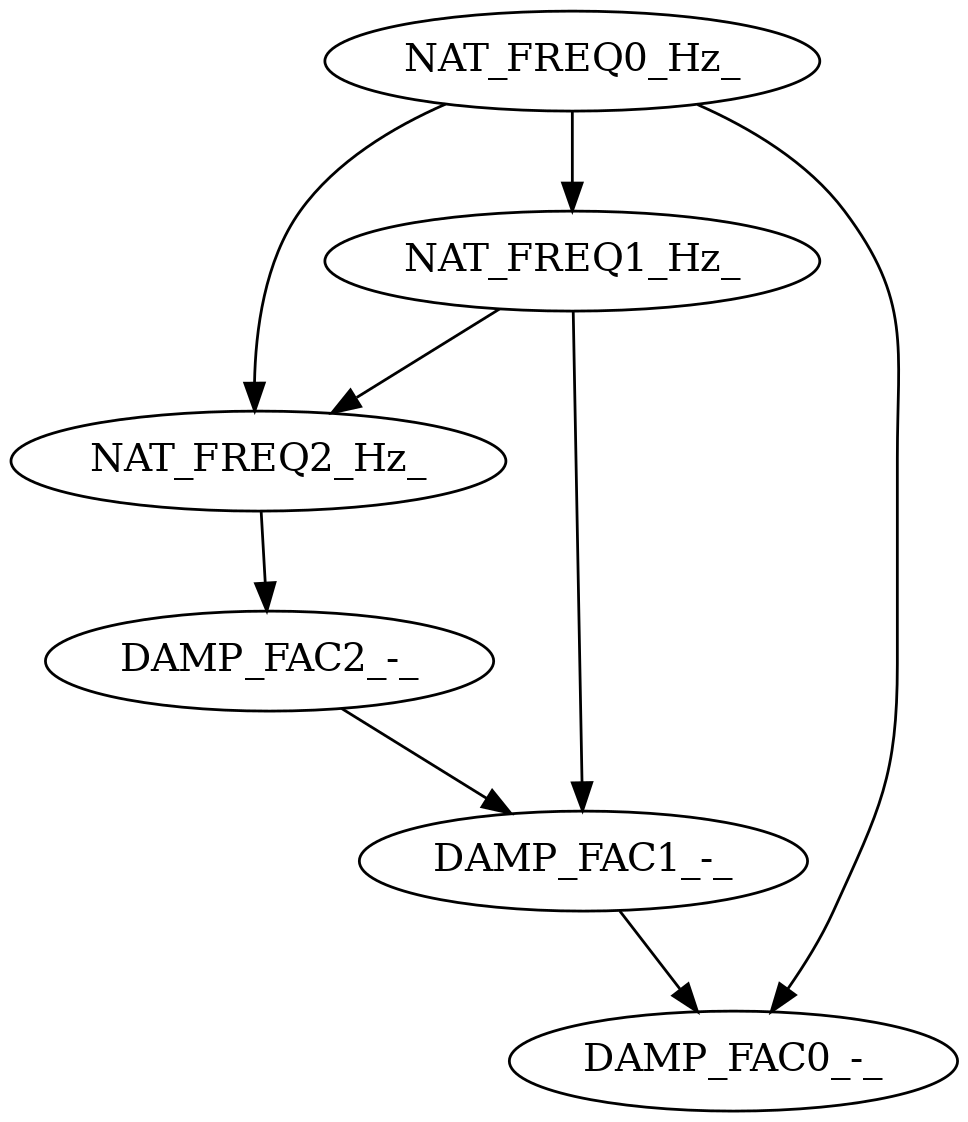 NAT_FREQ0_Hz_
NAT_FREQ1_Hz_
NAT_FREQ2_Hz_
DAMP_FAC2_-_
DAMP_FAC1_-_
DAMP_FAC0_-_